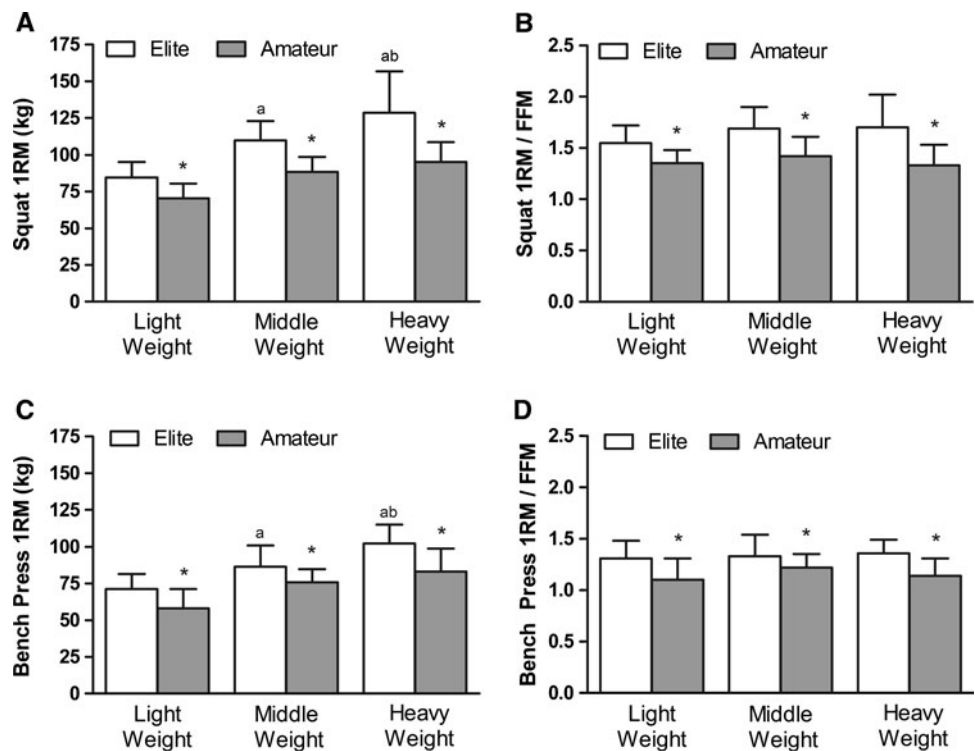 A
Elite Amateur
Squat 1RM (kg)
175
150
125
100
75
50
25
0
* a * ab *
Light Weight
Middle Weight
Heavy Weight
B
Elite Amateur
Squat 1RM / FFM
2.5
2.0
1.5
1.0
0.5
0.0
* * *
Light Weight
Middle Weight
Heavy Weight
C
Elite Amateur
Bench Press 1RM (kg)
175
150
125
100
75
50
25
0
* a * ab *
Light Weight
Middle Weight
Heavy Weight
D
Elite Amateur
Bench Press 1RM / FFM
2.5
2.0
1.5
1.0
0.5
0.0
* * *
Light Weight
Middle Weight
Heavy Weight